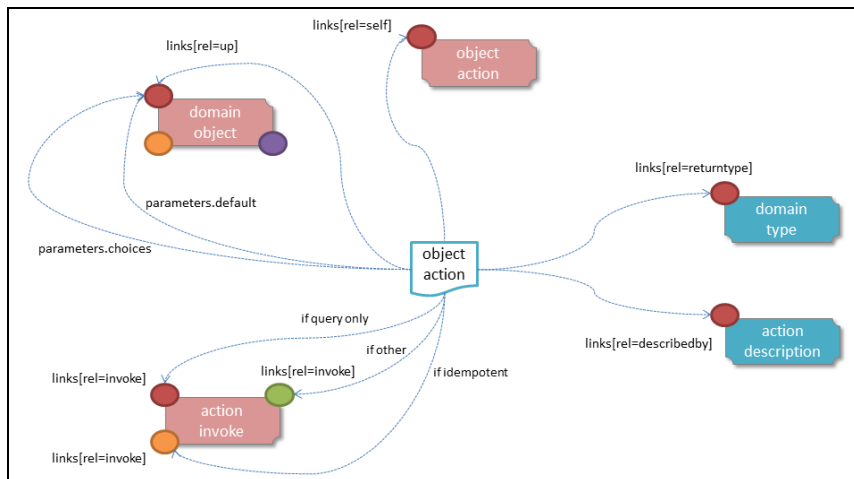 links[rel=self]
links[rel=up]
object
action
domain
object
links[rel=returntype]
parameters.default
domain
type
parameters.choices
object
action
if query only
action
description
links[rel=describedby]
if other
links[rel=invoke]
if idempotent
links[rel=invoke]
action
invoke
links[rel=invoke]